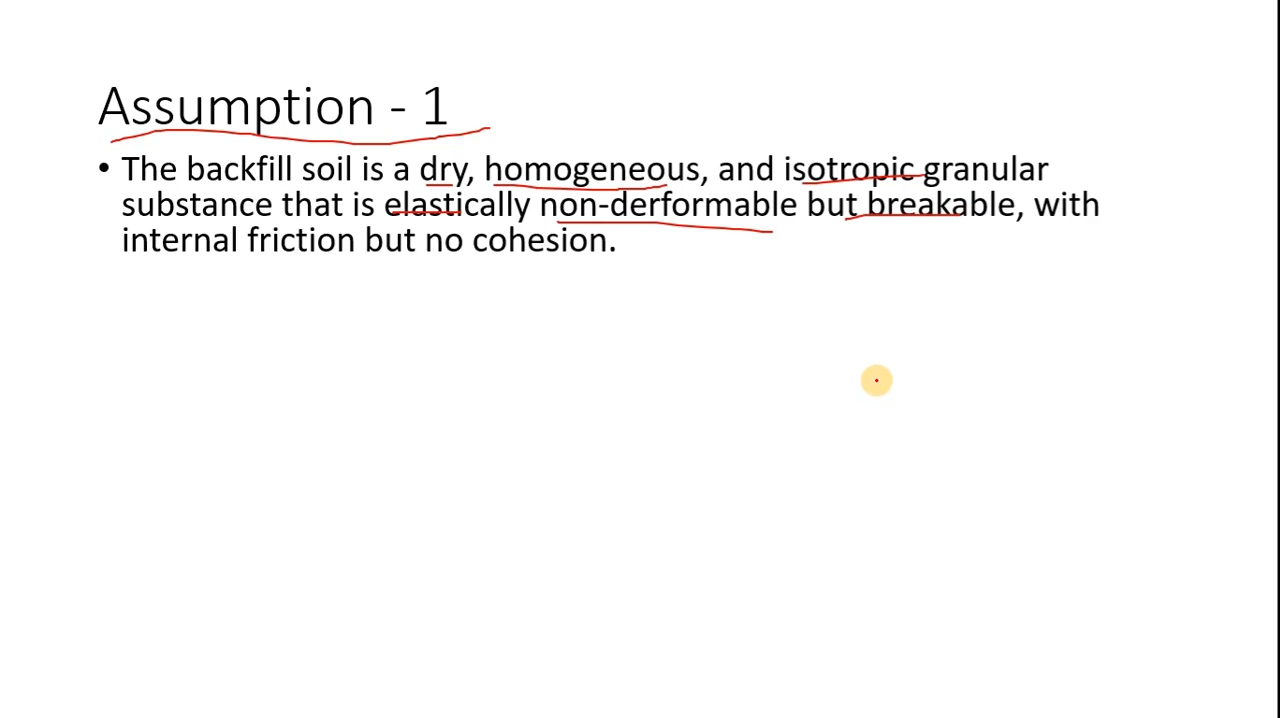 Assumption - 1
• The backfill soil is a dry, homogeneous, and isotropic granular
substance that is elastically non-derformable but breakable, with
internal friction but no cohesion.